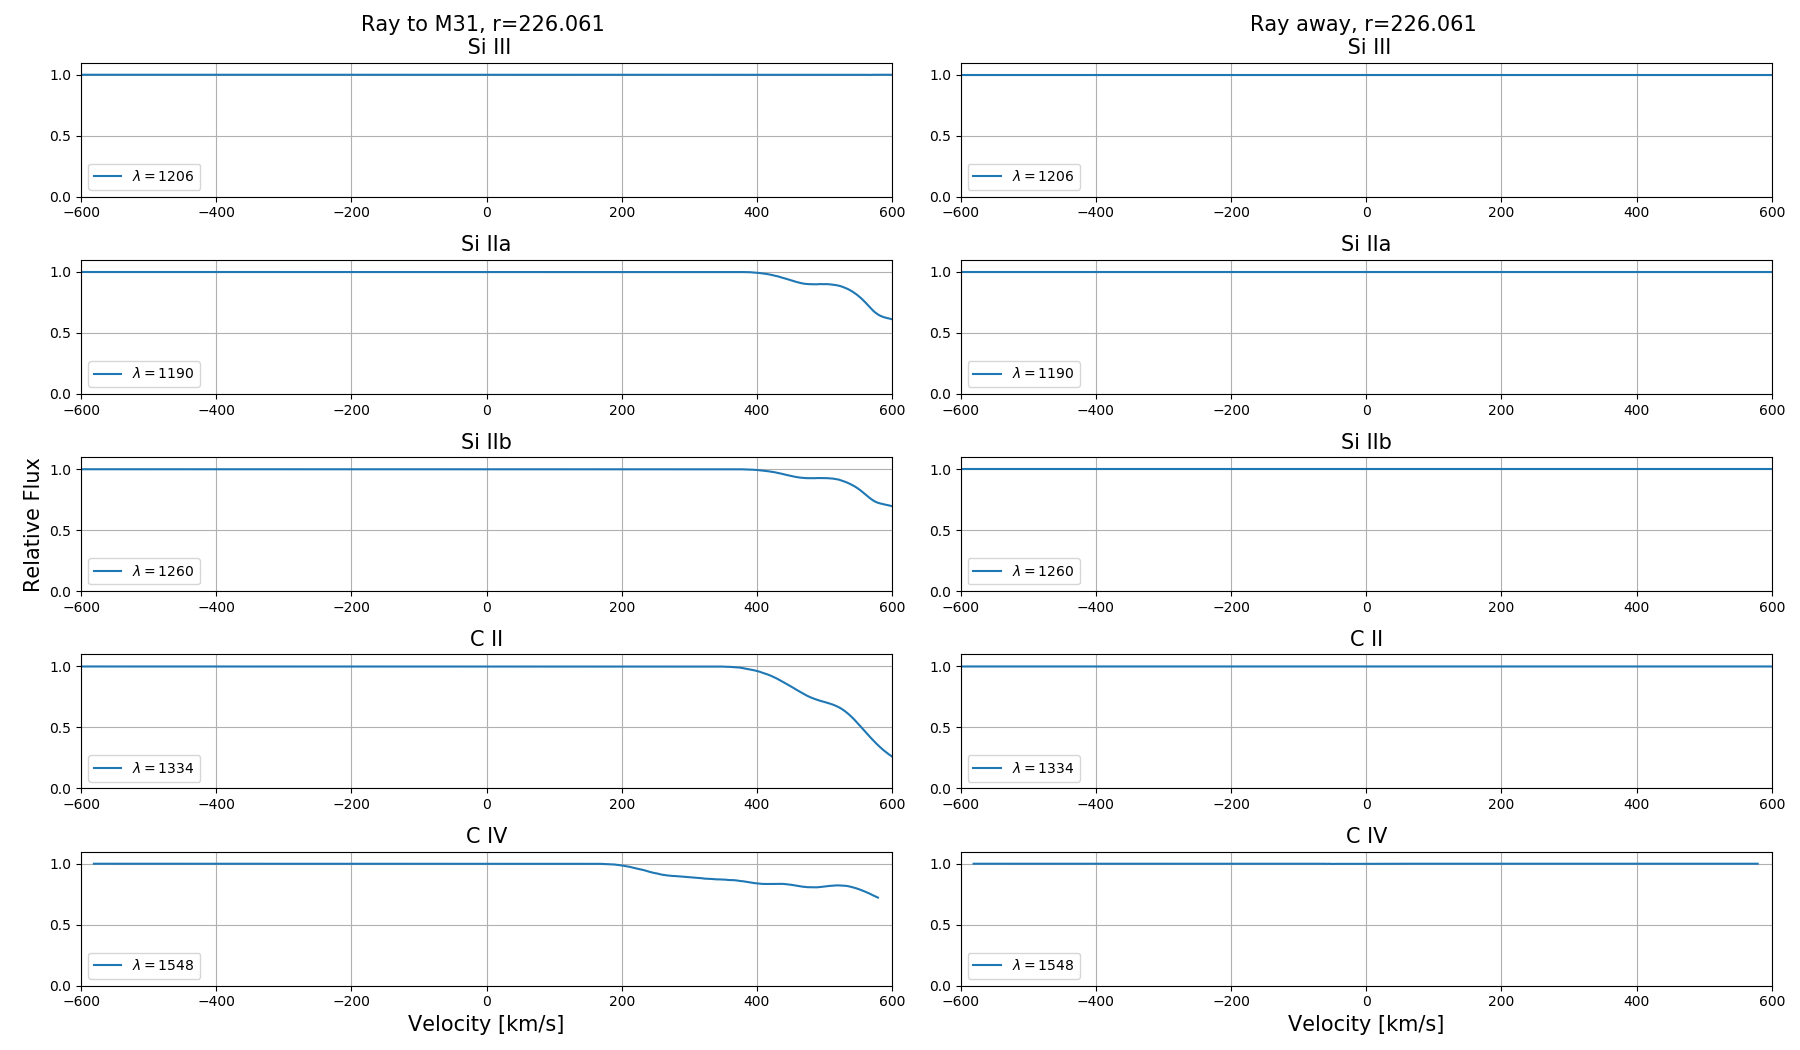 Ray to M31, r=226.061
Si III
1.0
0.5
0.0
λ = 1206
−600 −400 −200 0 200 400 600
Si IIa
1.0
0.5
0.0
λ = 1190
−600 −400 −200 0 200 400 600
Si IIb
1.0
0.5
0.0
λ = 1260
−600 −400 −200 0 200 400 600
Relative Flux
C II
1.0
0.5
0.0
λ = 1334
−600 −400 −200 0 200 400 600
C IV
1.0
0.5
0.0
λ = 1548
−600 −400 −200 0 200 400 600
Velocity [km/s]
Ray away, r=226.061
Si III
1.0
0.5
0.0
λ = 1206
−600 −400 −200 0 200 400 600
Si IIa
1.0
0.5
0.0
λ = 1190
−600 −400 −200 0 200 400 600
Si IIb
1.0
0.5
0.0
λ = 1260
−600 −400 −200 0 200 400 600
C II
1.0
0.5
0.0
λ = 1334
−600 −400 −200 0 200 400 600
C IV
1.0
0.5
0.0
λ = 1548
−600 −400 −200 0 200 400 600
Velocity [km/s]